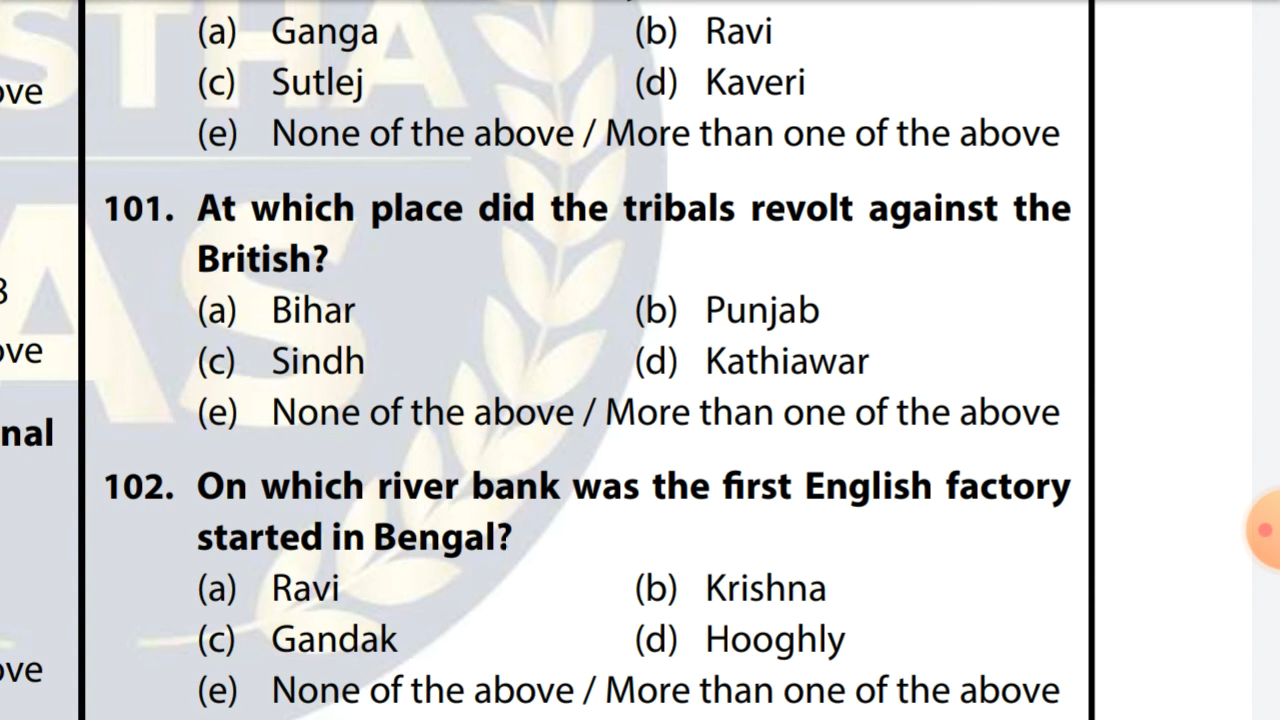 (a) Ganga (b) Ravi
(c) Sutlej (d) Kaveri
(e) None of the above / More than one of the above
101. At which place did the tribals revolt against the
British?
(a) Bihar (b) Punjab
(c) Sindh (d) Kathiawar
(e) None of the above / More than one of the above
102. On which river bank was the first English factory
started in Bengal?
(a) Ravi (b) Krishna
(c) Gandak (d) Hooghly
(e) None of the above / More than one of the above